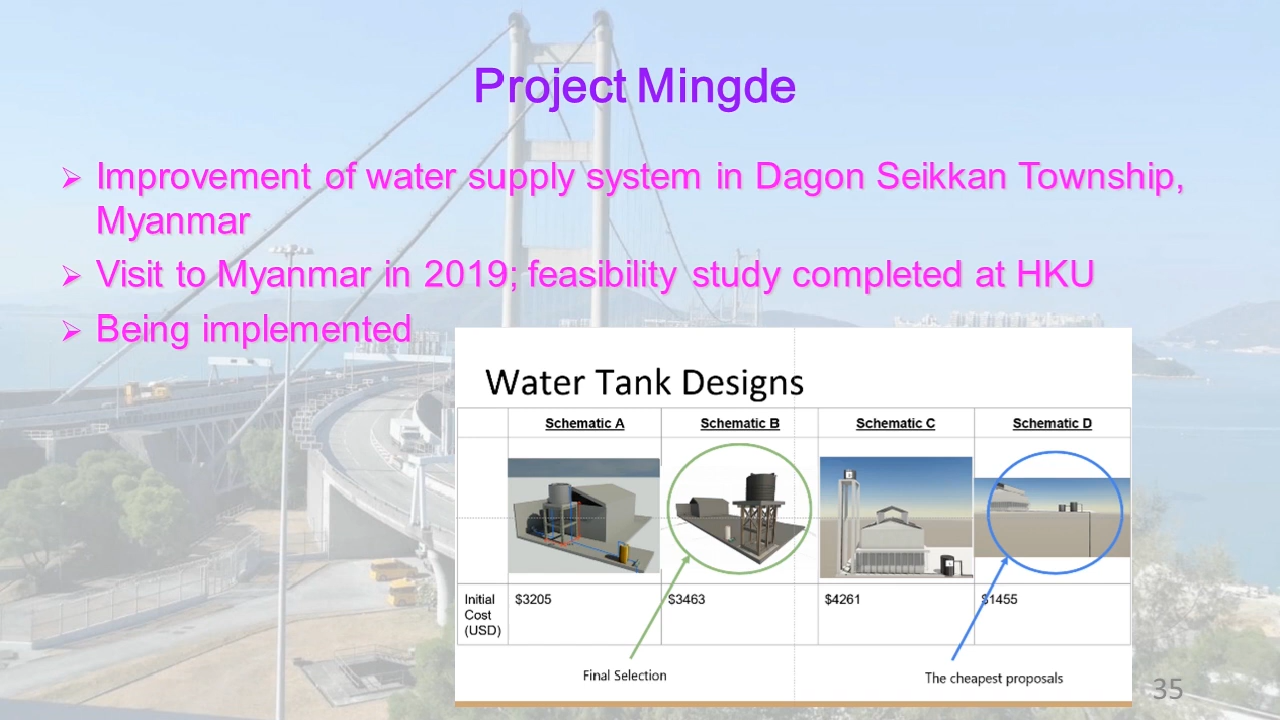 Project Mingde
Improvement of water supply system in Dagon Seikkan Township,
Myanmar
Visit to Myanmar in 2019; feasibility study completed at HKU
Being implemented
Water Tank Designs
Schematic A Schematic B Schematic C Schematic D
Initial
Cost
(USD)
$3205 $3463 $4261 $1455
Final Selection
The cheapest proposals
35